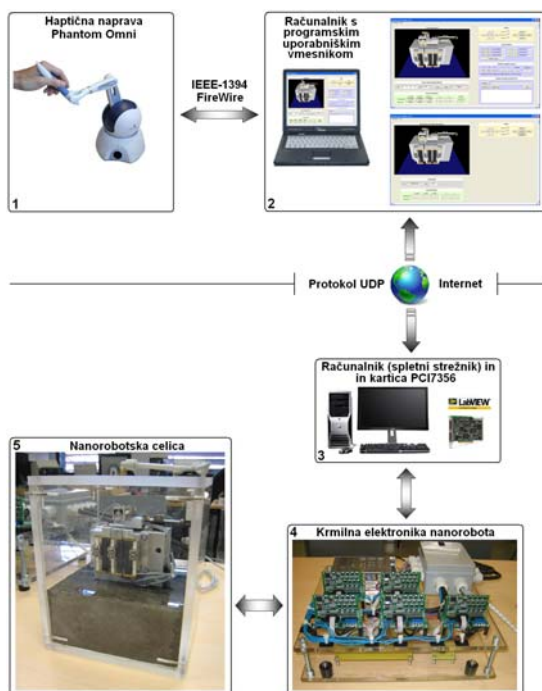 Haptična naprava
Phantom Omni
1
IEEE-1394
FireWire
Računalnik s
programskim
uporabniškim
vmesnikom
2
Protokol UDP
Internet
Računalnik (spletni strežnik) in
in kartica PCI7356
LabVIEW
3
5
Nanorobotska celica
4
Krmilna elektronika nanorobota